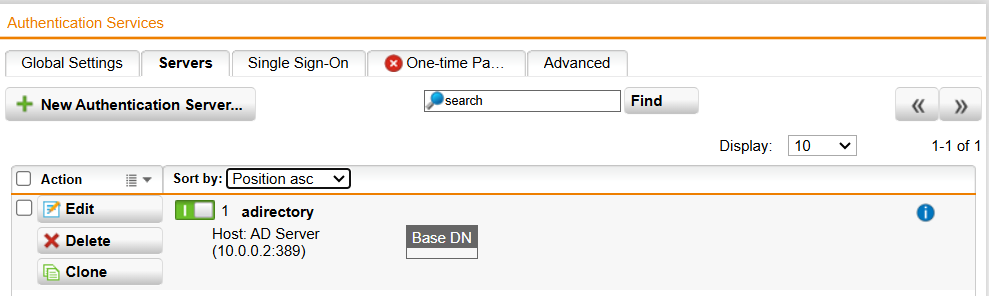 Authentication Services
Global Settings Servers Single Sign-On One-time Pa... Advanced
New Authentication Server... search Find
Display: 10 1-1 of 1
Action Sort by: Position asc
Edit 1 adirectory
Host: AD Server Base DN
Delete (10.0.0.2:389)
Clone